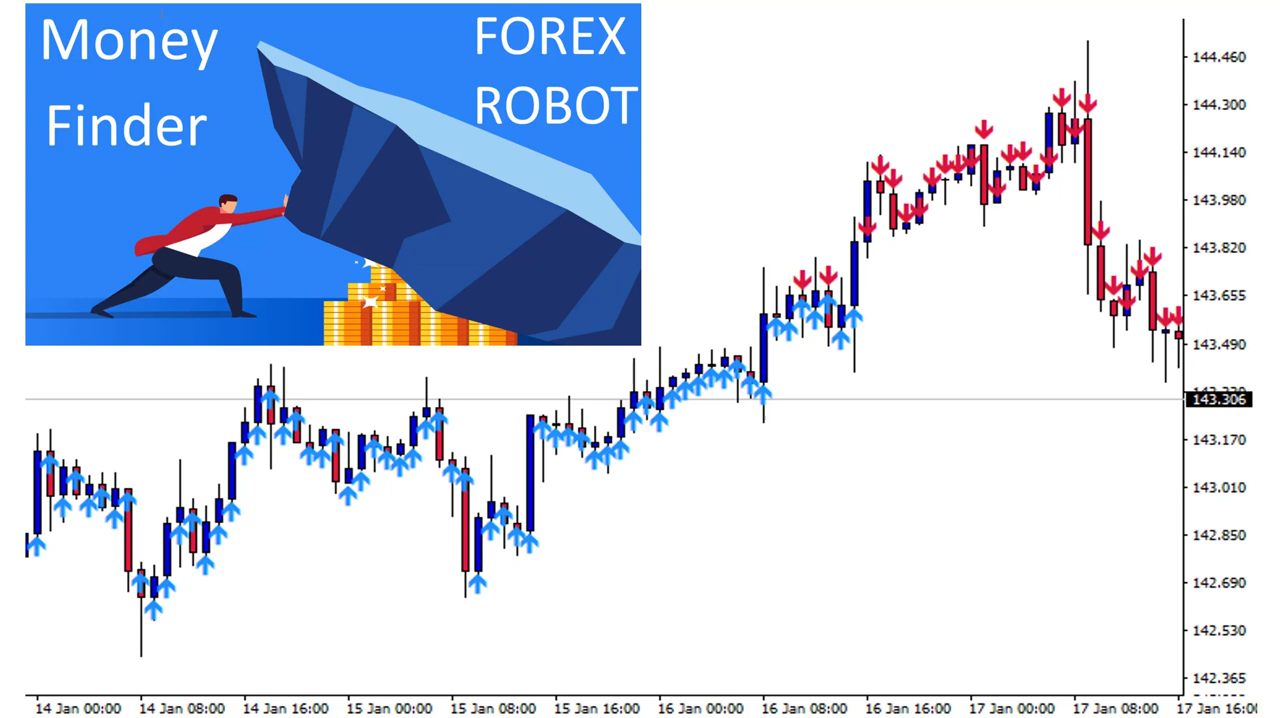 Money
Finder
FOREX
ROBOT
144.460
144.300
144.140
143.980
143.820
143.655
143.490
143.306
143.170
143.010
142.850
142.690
142.530
142.365
14 Jan 00:00 14 Jan 08:00 14 Jan 16:00 15 Jan 00:00 15 Jan 08:00 15 Jan 16:00 16 Jan 00:00 16 Jan 08:00 16 Jan 16:00 17 Jan 00:00 17 Jan 08:00 17 Jan 16:00